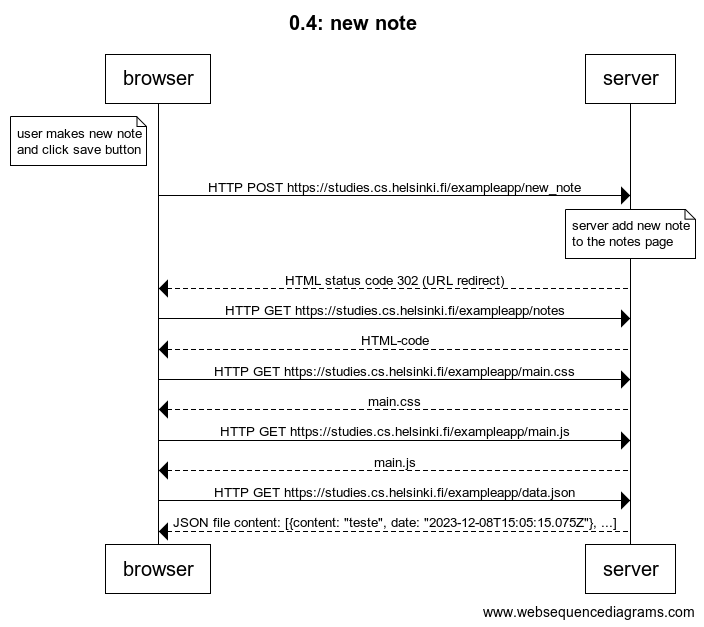 0.4: new note
browser
server
user makes new note
and click save button
HTTP POST https://studies.cs.helsinki.fi/exampleapp/new_note
server add new note
to the notes page
HTML status code 302 (URL redirect)
HTTP GET https://studies.cs.helsinki.fi/exampleapp/notes
HTML-code
HTTP GET https://studies.cs.helsinki.fi/exampleapp/main.css
main.css
HTTP GET https://studies.cs.helsinki.fi/exampleapp/main.js
main.js
HTTP GET https://studies.cs.helsinki.fi/exampleapp/data.json
JSON file content: [{content: "teste", date: "2023-12-08T15:05:15.075Z"}, ...]
browser
server
www.websequencediagrams.com